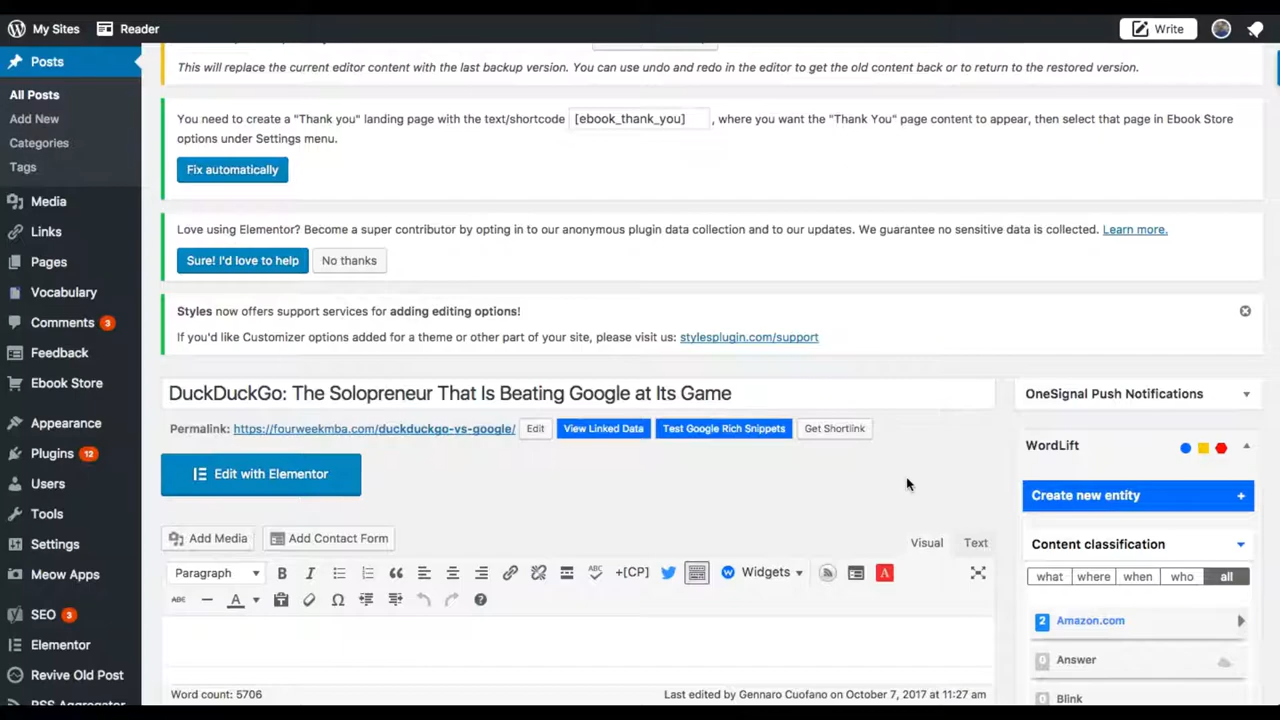 My Sites
Reader
Write
Posts
All Posts
Add New
Categories
Tags
Media
Links
Pages
Vocabulary
Comments 3
Feedback
Ebook Store
Appearance
Plugins 12
Users
Tools
Settings
Meow Apps
SEO 3
Elementor
Revive Old Post
This will replace the current editor content with the last backup version. You can use undo and redo in the editor to get the old content back or to return to the restored version.
You need to create a "Thank you" landing page with the text/shortcode [ebook_thank_you] , where you want the "Thank You" page content to appear, then select that page in Ebook Store
options under Settings menu.
Fix automatically
Love using Elementor? Become a super contributor by opting in to our anonymous plugin data collection and to our updates. We guarantee no sensitive data is collected. Learn more.
Sure! I'd love to help No thanks
Styles now offers support services for adding editing options!
If you'd like Customizer options added for a theme or other part of your site, please visit us: stylesplugin.com/support
DuckDuckGo: The Solopreneur That Is Beating Google at Its Game
Permalink: https://fourweekmba.com/duckduckgo-vs-google/ Edit View Linked Data Test Google Rich Snippets Get Shortlink
Edit with Elementor
Add Media Add Contact Form
Visual Text
Paragraph B I ABC +[CP] W Widgets A
ABC A Ω ?
Word count: 5706 Last edited by Gennaro Cuofano on October 7, 2017 at 11:27 am
OneSignal Push Notifications
WordLift
Create new entity +
Content classification
what where when who all
2 Amazon.com
0 Answer
0 Blink